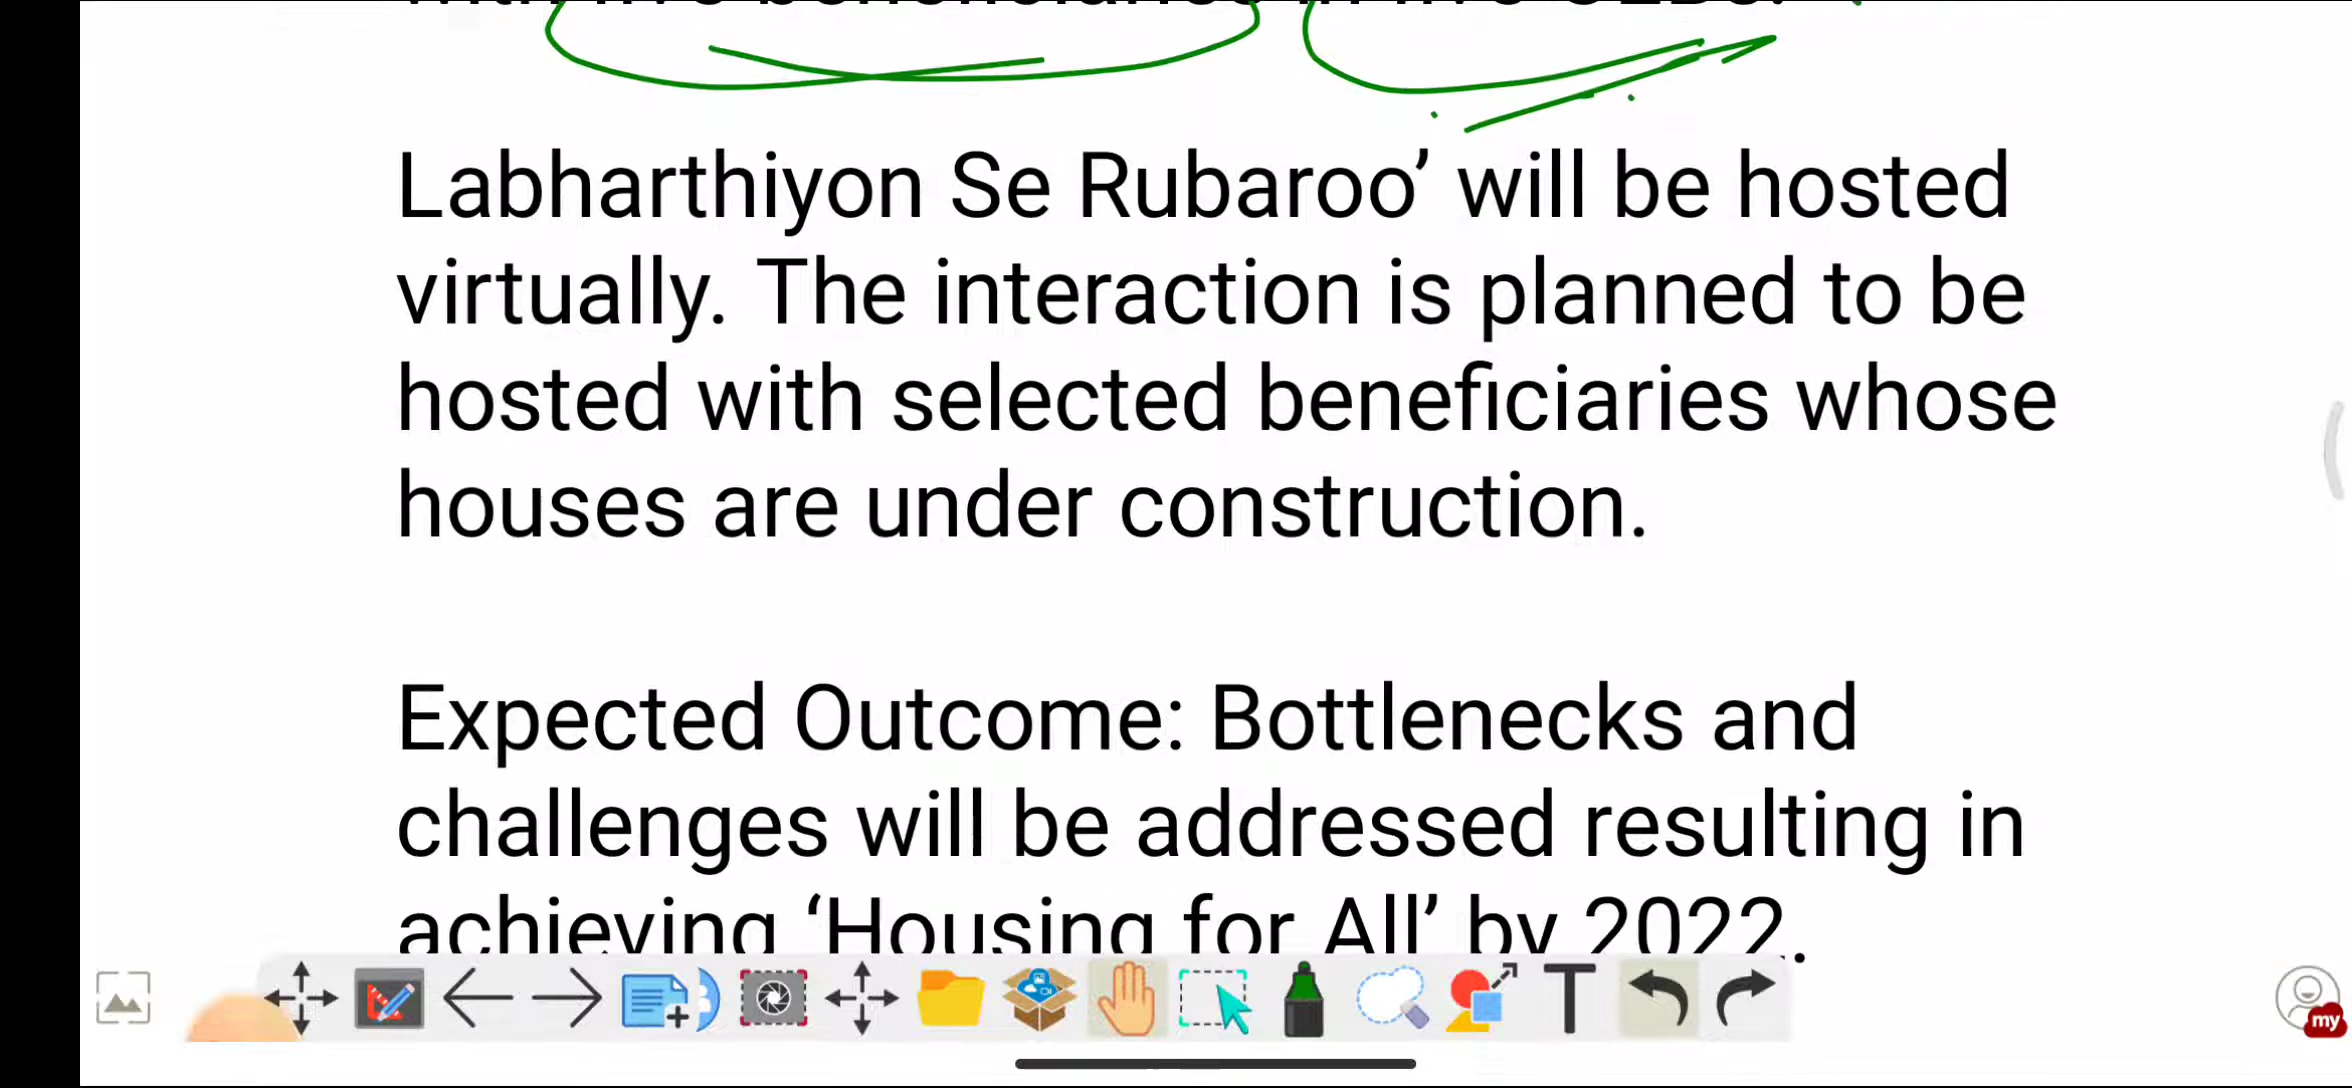 Labharthiyon Se Rubaroo’ will be hosted
virtually. The interaction is planned to be
hosted with selected beneficiaries whose
houses are under construction.
Expected Outcome: Bottlenecks and
challenges will be addressed resulting in
achieving ‘Housing for All’ by 2022.
T
my